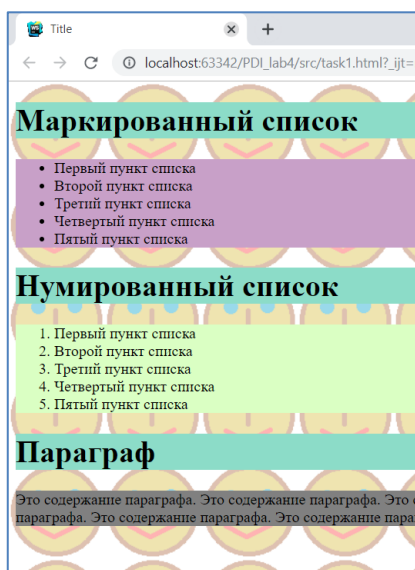 Title
localhost:63342/PDI_lab4/src/task1.html?_ijt=
Маркированный список
• Первый пункт списка
• Второй пункт списка
• Третий пункт списка
• Четвертый пункт списка
• Пятый пункт списка
Нумированный список
1. Первый пункт списка
2. Второй пункт списка
3. Третий пункт списка
4. Четвертый пункт списка
5. Пятый пункт списка
Параграф
Это содержание параграфа. Это содержание параграфа. Это
параграфа. Это содержание параграфа. Это содержание